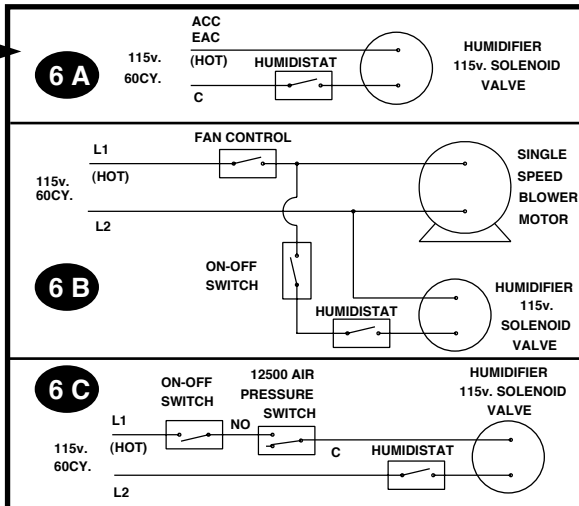 ACC
EAC
(HOT)
115v.
60CY.
6 A
HUMIDISTAT
C
HUMIDIFIER
115v. SOLENOID
VALVE
FAN CONTROL
L1
(HOT)
115v.
60CY.
L2
SINGLE
SPEED
BLOWER
MOTOR
6 B
ON-OFF
SWITCH
HUMIDISTAT
HUMIDIFIER
115v.
SOLENOID
VALVE
6 C
ON-OFF
SWITCH
12500 AIR
PRESSURE
SWITCH
HUMIDIFIER
115v. SOLENOID
VALVE
L1
(HOT)
NO
C
115v.
60CY.
HUMIDISTAT
L2